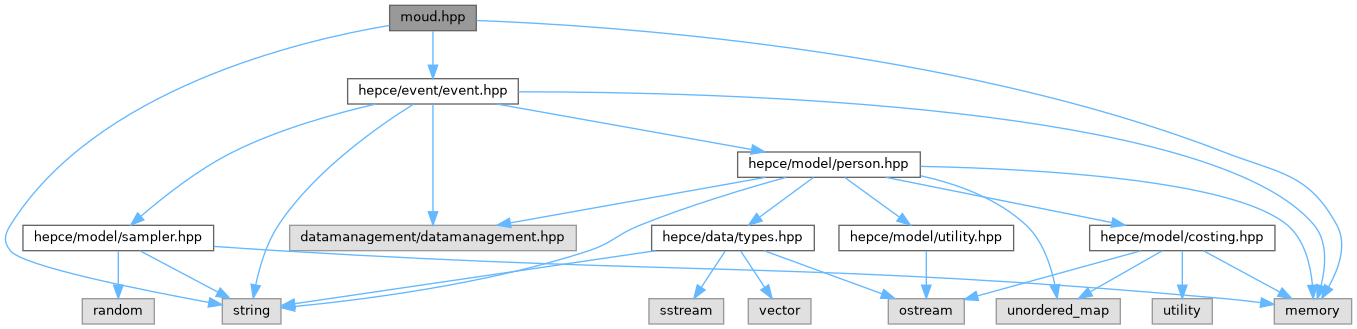 moud.hpp
hepce/event/event.hpp
hepce/model/person.hpp
hepce/model/sampler.hpp
datamanagement/datamanagement.hpp
hepce/data/types.hpp
hepce/model/utility.hpp
hepce/model/costing.hpp
random
string
sstream
vector
ostream
unordered_map
utility
memory